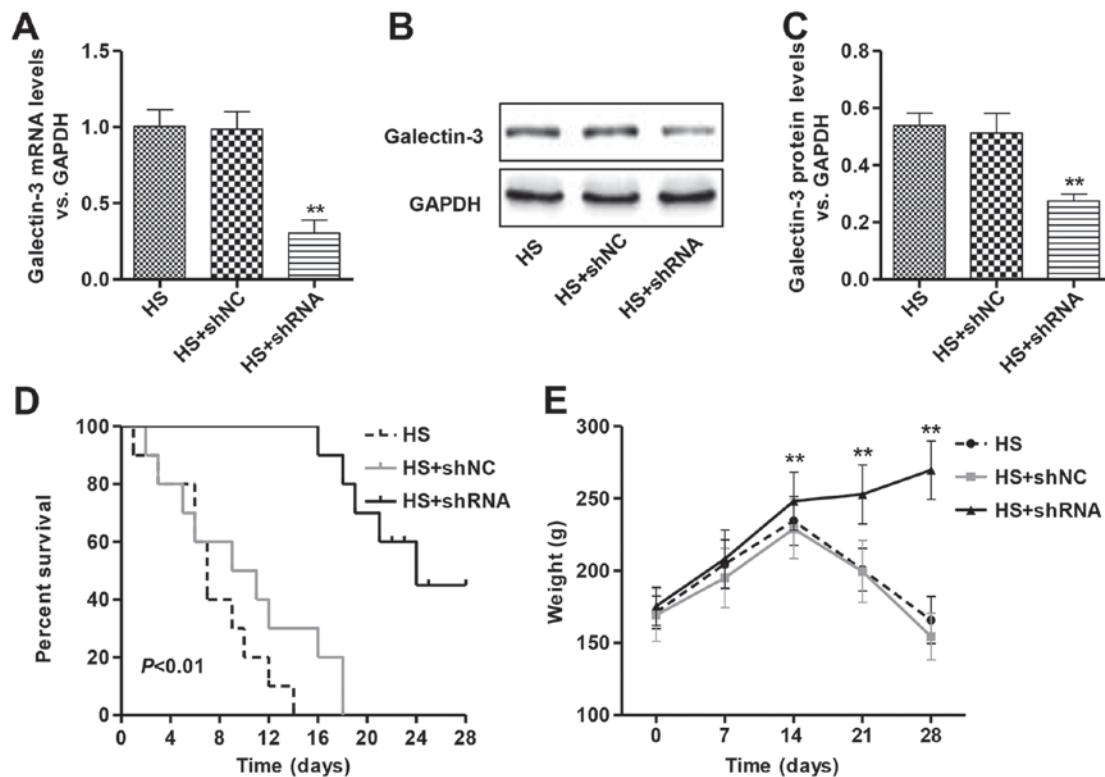 A
Galectin-3 mRNA levels
vs. GAPDH
1.5
1.0
0.5
0.0
**
HS
HS+shNC
HS+shRNA
B
Galectin-3
GAPDH
HS
HS+shNC
HS+shRNA
C
Galectin-3 protein levels
vs. GAPDH
0.8
0.6
0.4
0.2
0.0
**
HS
HS+shNC
HS+shRNA
D
Percent survival
100
80
60
40
20
0
P<0.01
HS
HS+shNC
HS+shRNA
0 4 8 12 16 20 24 28
Time (days)
E
Weight (g)
300
250
200
150
100
** ** **
HS
HS+shNC
HS+shRNA
0 7 14 21 28
Time (days)